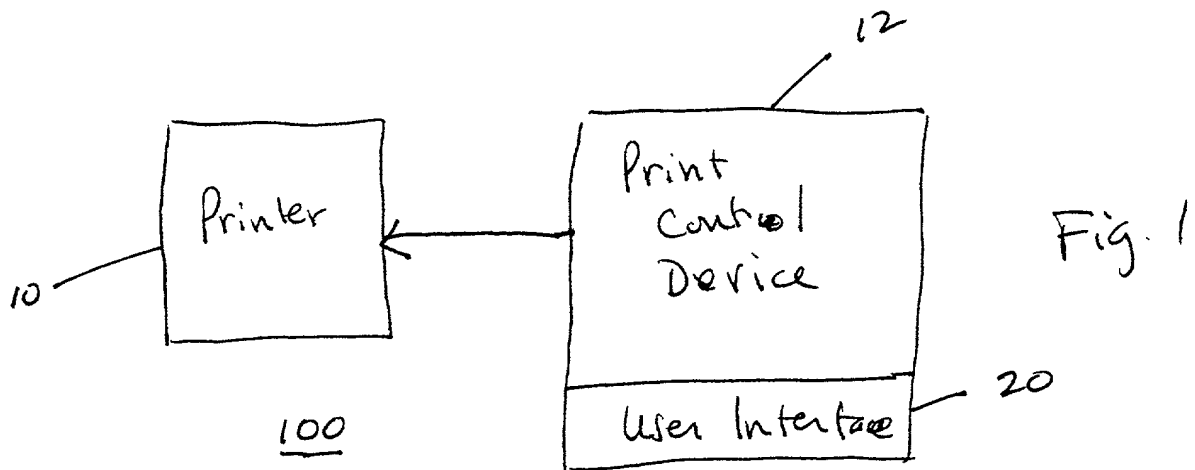 12
Printer
Print
Control
Device
Fig. 1
10
20
User Interface
100